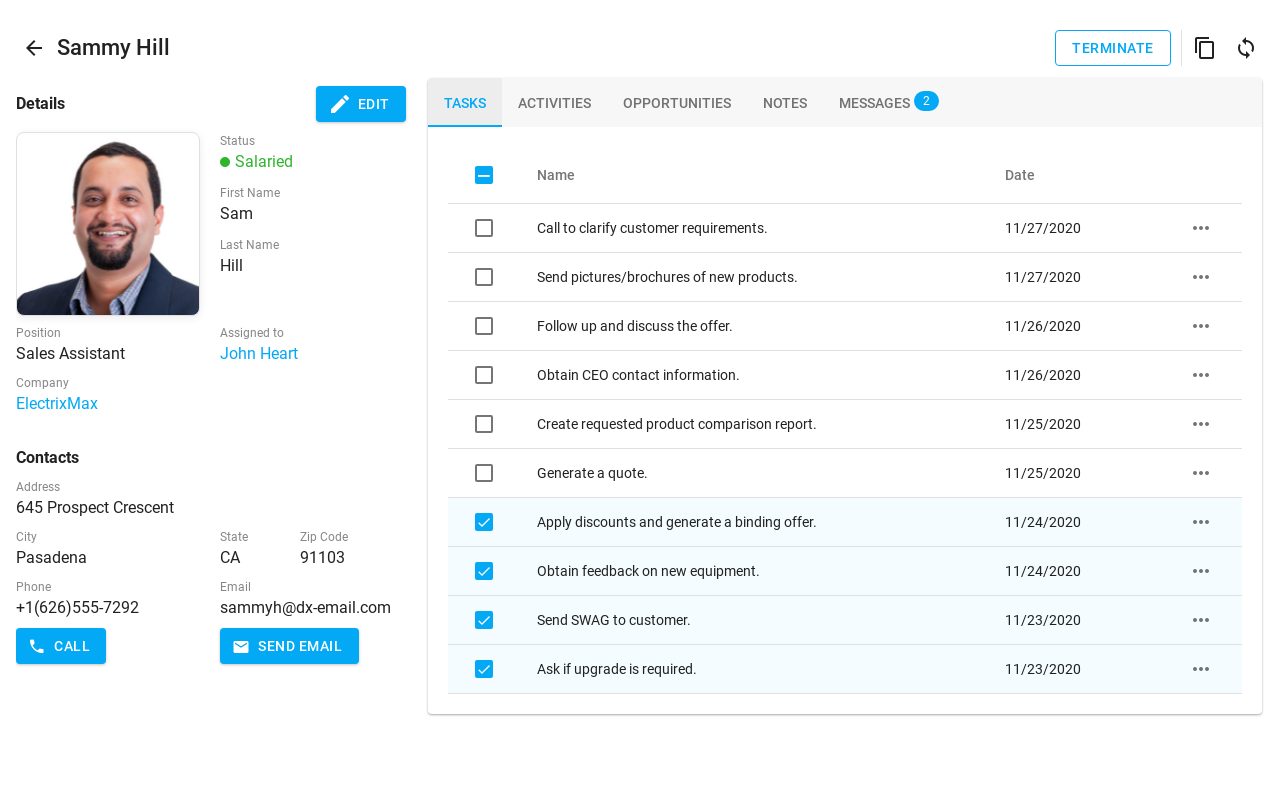 Sammy Hill
TERMINATE
Details
EDIT
Status
Salaried
First Name
Sam
Last Name
Hill
Position
Sales Assistant
Assigned to
John Heart
Company
ElectrixMax
Contacts
Address
645 Prospect Crescent
City
Pasadena
State
CA
Zip Code
91103
Phone
+1(626)555-7292
Email
sammyh@dx-email.com
CALL
SEND EMAIL
TASKS ACTIVITIES OPPORTUNITIES NOTES MESSAGES 2
Name Date
Call to clarify customer requirements. 11/27/2020
Send pictures/brochures of new products. 11/27/2020
Follow up and discuss the offer. 11/26/2020
Obtain CEO contact information. 11/26/2020
Create requested product comparison report. 11/25/2020
Generate a quote. 11/25/2020
Apply discounts and generate a binding offer. 11/24/2020
Obtain feedback on new equipment. 11/24/2020
Send SWAG to customer. 11/23/2020
Ask if upgrade is required. 11/23/2020